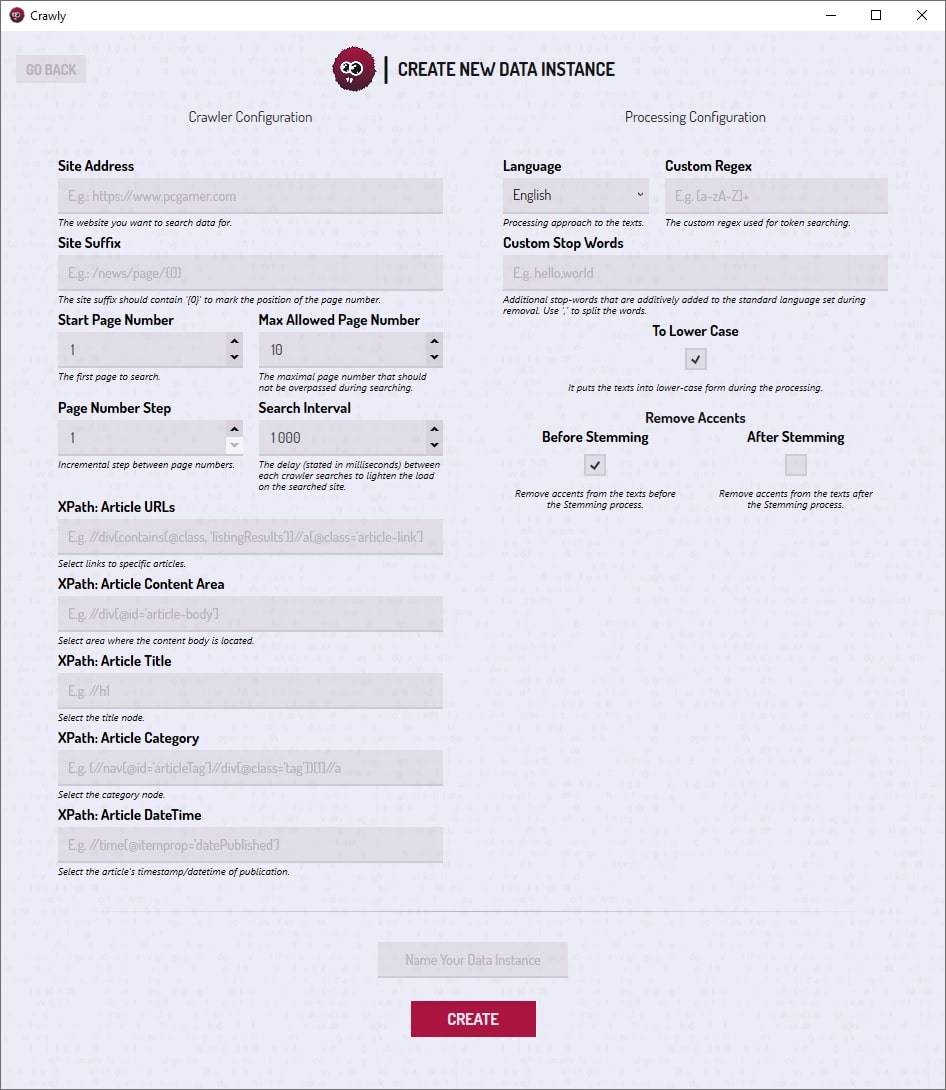 Crawly
GO BACK
CREATE NEW DATA INSTANCE
Crawler Configuration
Site Address
E.g.: https://www.pcgamer.com
The website you want to search data for.
Site Suffix
E.g.: /news/page/{0}
The site suffix should contain '{0}' to mark the position of the page number.
Start Page Number
1
The first page to search.
Max Allowed Page Number
10
The maximal page number that should
not be overpassed during searching.
Page Number Step
1
Incremental step between page numbers.
Search Interval
1 000
The delay (stated in milliseconds) between
each crawler searches to lighten the load
on the searched site.
XPath: Article URLs
E.g. //div[contains(@class, 'listingResults')]//a[@class='article-link']
Select links to specific articles.
XPath: Article Content Area
E.g. //div[@id='article-body']
Select area where the content body is located.
XPath: Article Title
E.g. //h1
Select the title node.
XPath: Article Category
E.g. (//nav[@id='articleTag']//div[@class='tag'])[1]//a
Select the category node.
XPath: Article DateTime
E.g. //time[@itemprop='datePublished']
Select the article's timestamp/datetime of publication.
Processing Configuration
Language
English
Processing approach to the texts.
Custom Regex
E.g. [a-zA-Z]+
The custom regex used for token searching.
Custom Stop Words
E.g. hello,world
Additional stop-words that are additively added to the standard language set during
removal. Use ',' to split the words.
To Lower Case
It puts the texts into lower-case form during the processing.
Remove Accents
Before Stemming
Remove accents from the texts before
the Stemming process.
After Stemming
Remove accents from the texts after
the Stemming process.
Name Your Data Instance
CREATE